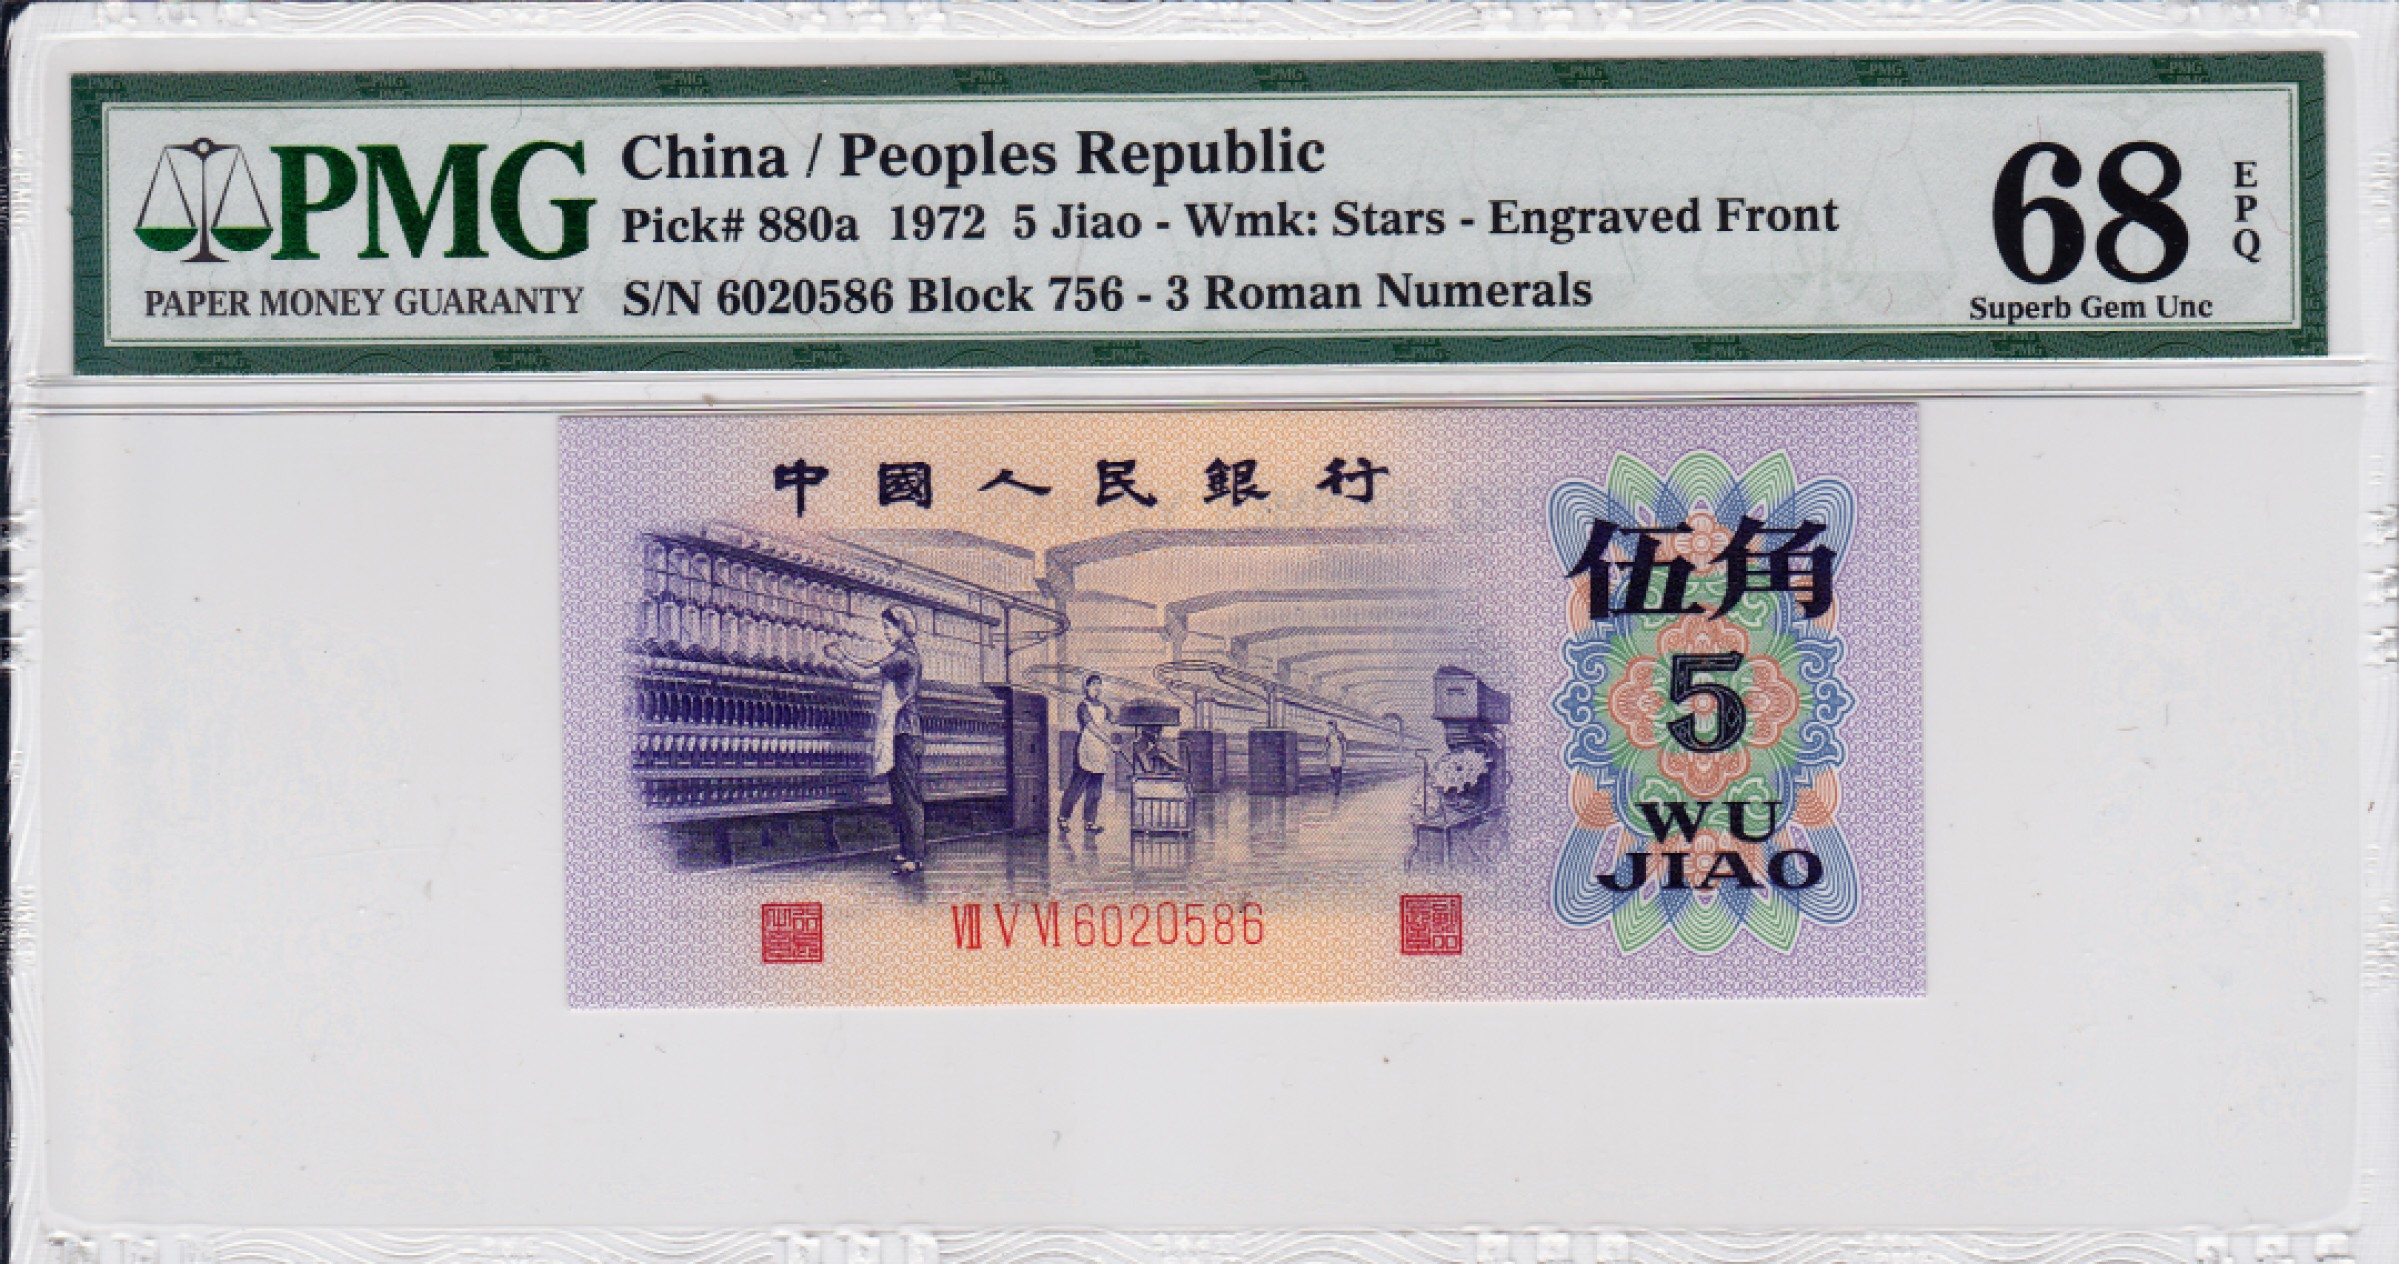 PMG
PAPER MONEY GUARANTY
China / Peoples Republic
Pick# 880a 1972 5 Jiao - Wmk: Stars - Engraved Front
S/N 6020586 Block 756 - 3 Roman Numerals
68
EPQ
Superb Gem Unc
中國人民銀行
伍角
5
WU
JIAO
VII V VI 6020586